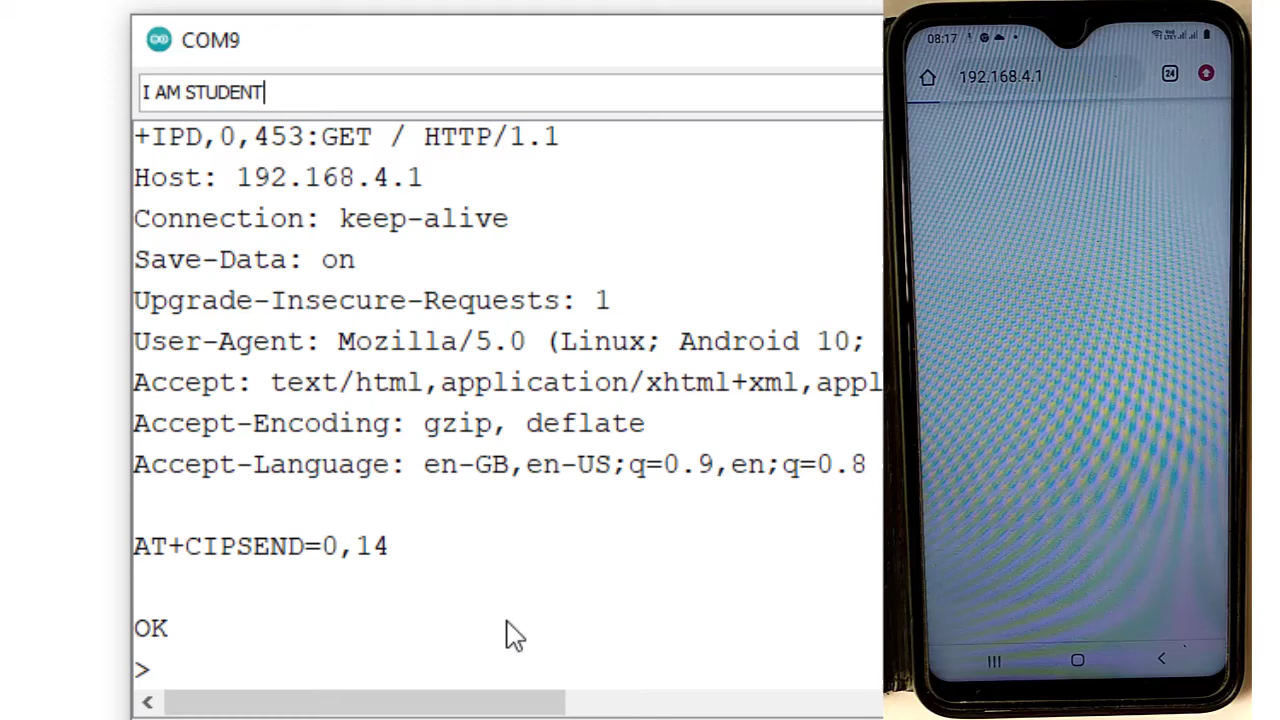 COM9
I AM STUDENT
+IPD,0,453:GET / HTTP/1.1
Host: 192.168.4.1
Connection: keep-alive
Save-Data: on
Upgrade-Insecure-Requests: 1
User-Agent: Mozilla/5.0 (Linux; Android 10;
Accept: text/html,application/xhtml+xml,appl
Accept-Encoding: gzip, deflate
Accept-Language: en-GB,en-US;q=0.9,en;q=0.8
AT+CIPSEND=0,14
OK
>
08:17
192.168.4.1
24